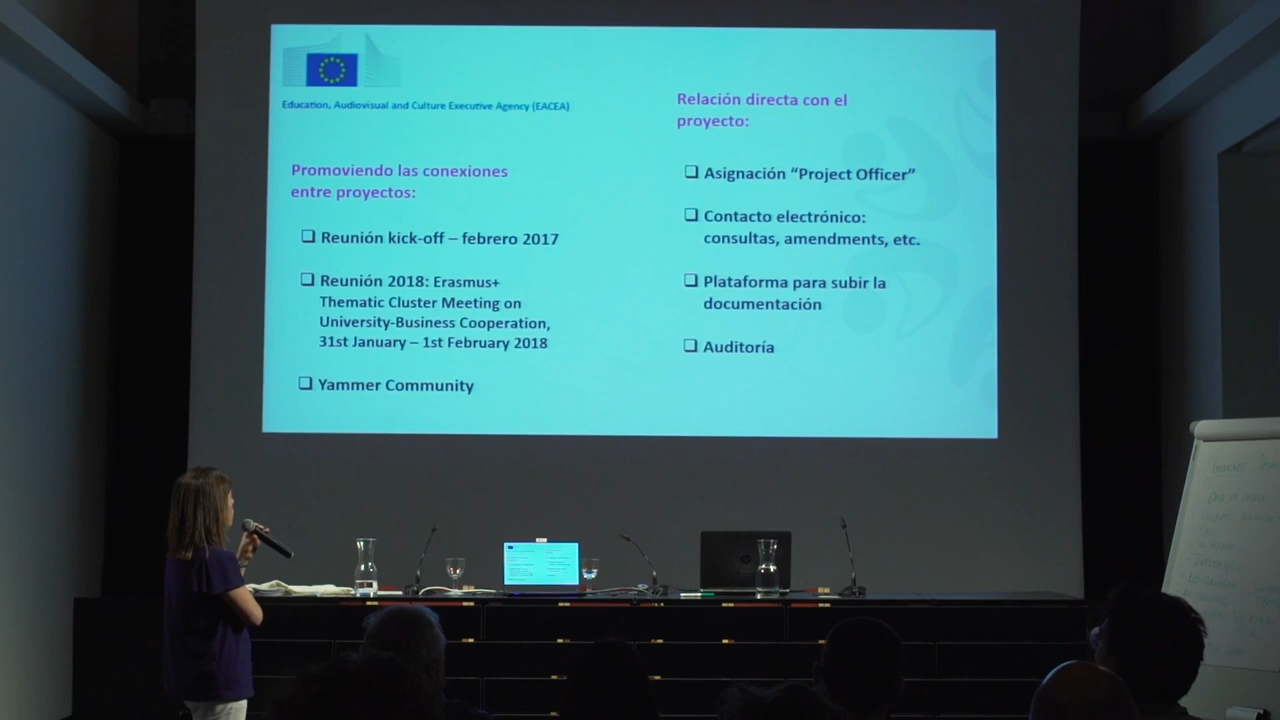 Education, Audiovisual and Culture Executive Agency (EACEA)
Promoviendo las conexiones
entre proyectos:
❑ Reunión kick-off – febrero 2017
❑ Reunión 2018: Erasmus+
Thematic Cluster Meeting on
University-Business Cooperation,
31st January – 1st February 2018
❑ Yammer Community
Relación directa con el
proyecto:
❑ Asignación “Project Officer”
❑ Contacto electrónico:
consultas, amendments, etc.
❑ Plataforma para subir la
documentación
❑ Auditoría